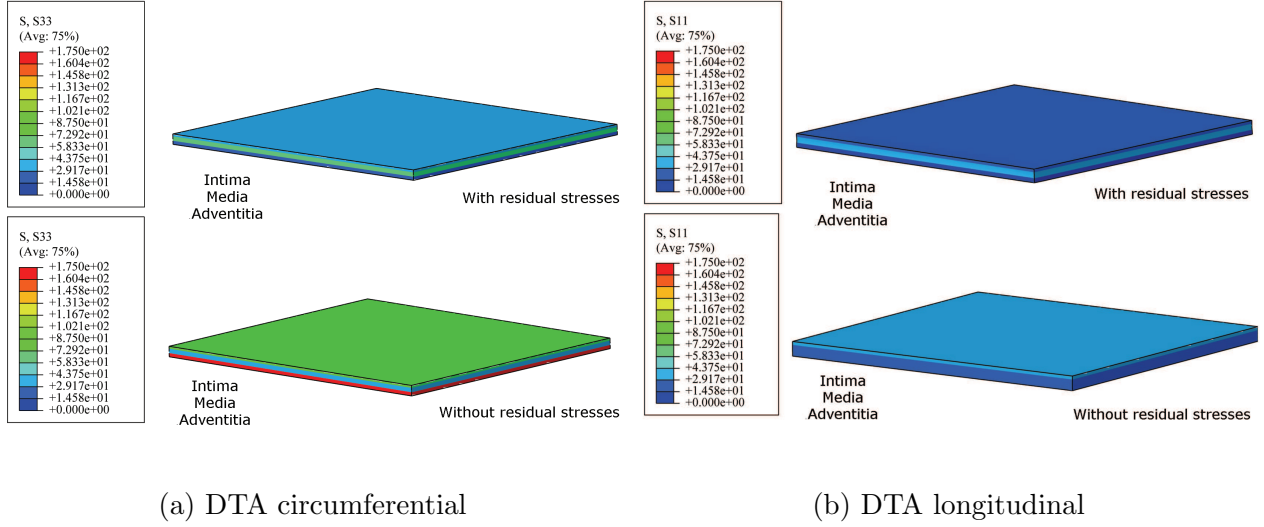 S, S33
(Avg: 75%)
+1.750e+02
+1.604e+02
+1.458e+02
+1.313e+02
+1.167e+02
+1.021e+02
+8.750e+01
+7.292e+01
+5.833e+01
+4.375e+01
+2.917e+01
+1.458e+01
+0.000e+00
Intima
Media
Adventitia
With residual stresses
S, S33
(Avg: 75%)
+1.750e+02
+1.604e+02
+1.458e+02
+1.313e+02
+1.167e+02
+1.021e+02
+8.750e+01
+7.292e+01
+5.833e+01
+4.375e+01
+2.917e+01
+1.458e+01
+0.000e+00
Intima
Media
Adventitia
Without residual stresses
(a) DTA circumferential
S, S11
(Avg: 75%)
+1.750e+02
+1.604e+02
+1.458e+02
+1.313e+02
+1.167e+02
+1.021e+02
+8.750e+01
+7.292e+01
+5.833e+01
+4.375e+01
+2.917e+01
+1.458e+01
+0.000e+00
Intima
Media
Adventitia
With residual stresses
S, S11
(Avg: 75%)
+1.750e+02
+1.604e+02
+1.458e+02
+1.313e+02
+1.167e+02
+1.021e+02
+8.750e+01
+7.292e+01
+5.833e+01
+4.375e+01
+2.917e+01
+1.458e+01
+0.000e+00
Intima
Media
Adventitia
Without residual stresses
(b) DTA longitudinal